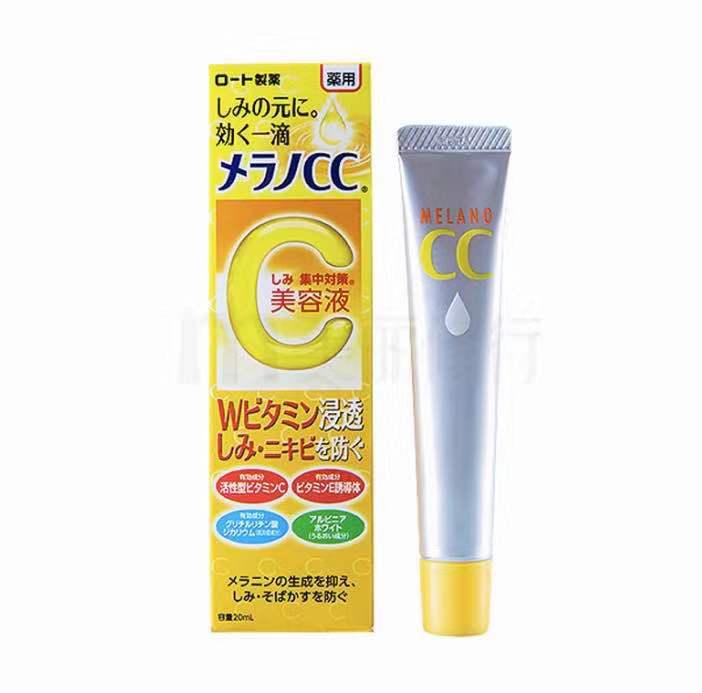 ロート製薬
薬用
しみの元に。
効く一滴
メラノCC®
しみ 集中対策®
美容液
Wビタミン浸透
しみ・ニキビを防ぐ
有効成分
活性型ビタミンC
有効成分
ビタミンE誘導体
有効成分
グリチルリチン酸
ジカリウム
アルピニア
ホワイト
(うるおい成分)
メラニンの生成を抑え、
しみ・そばかすを防ぐ
容量20mL
MELANO
CC